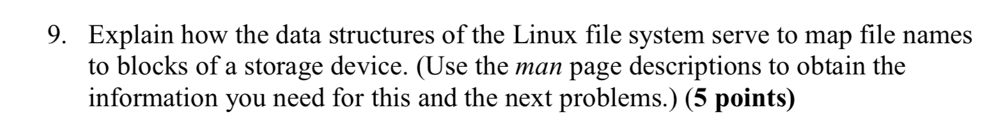 9. Explain how the data structures of the Linux file system serve to map file names
to blocks of a storage device. (Use the man page descriptions to obtain the
information you need for this and the next problems.) (5 points)